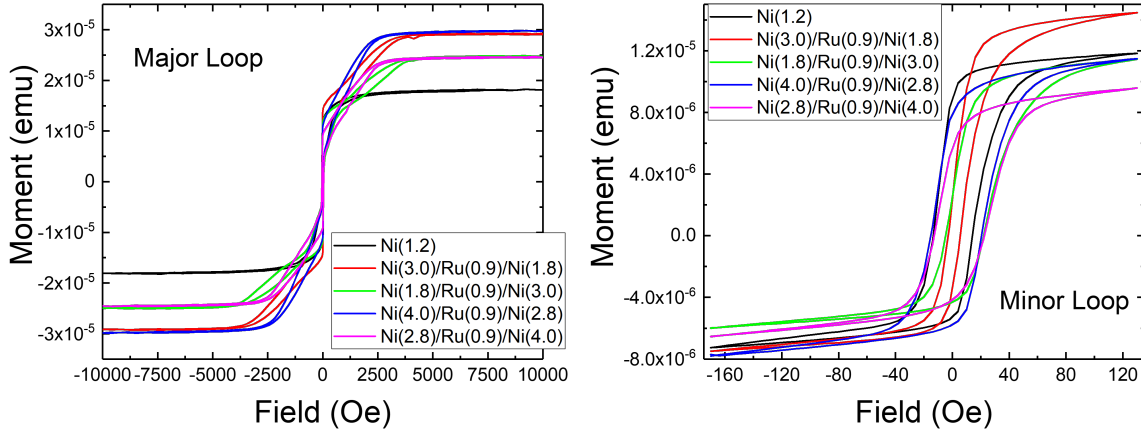 3x10-5
2x10-5
1x10-5
0
-1x10-5
-2x10-5
-3x10-5
Moment (emu)
Major Loop
Ni(1.2)
Ni(3.0)/Ru(0.9)/Ni(1.8)
Ni(1.8)/Ru(0.9)/Ni(3.0)
Ni(4.0)/Ru(0.9)/Ni(2.8)
Ni(2.8)/Ru(0.9)/Ni(4.0)
-10000 -7500 -5000 -2500 0 2500 5000 7500 10000
Field (Oe)
1.2x10-5
8.0x10-6
4.0x10-6
0.0
-4.0x10-6
-8.0x10-6
Moment (emu)
Ni(1.2)
Ni(3.0)/Ru(0.9)/Ni(1.8)
Ni(1.8)/Ru(0.9)/Ni(3.0)
Ni(4.0)/Ru(0.9)/Ni(2.8)
Ni(2.8)/Ru(0.9)/Ni(4.0)
Minor Loop
-160 -120 -80 -40 0 40 80 120
Field (Oe)